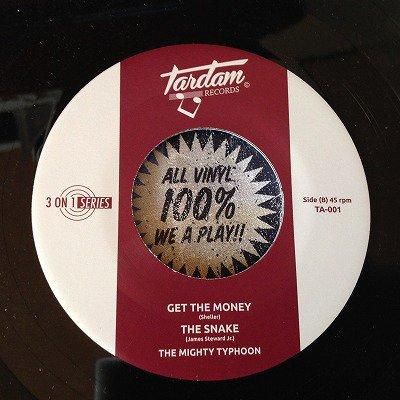 Tardam
RECORDS ©
3 ON 1 SERIES
ALL VINYL
100%
WE A PLAY!!
Side (B) 45 rpm
TA-001
GET THE MONEY
(Sheller)
THE SNAKE
(James Steward Jr.)
THE MIGHTY TYPHOON